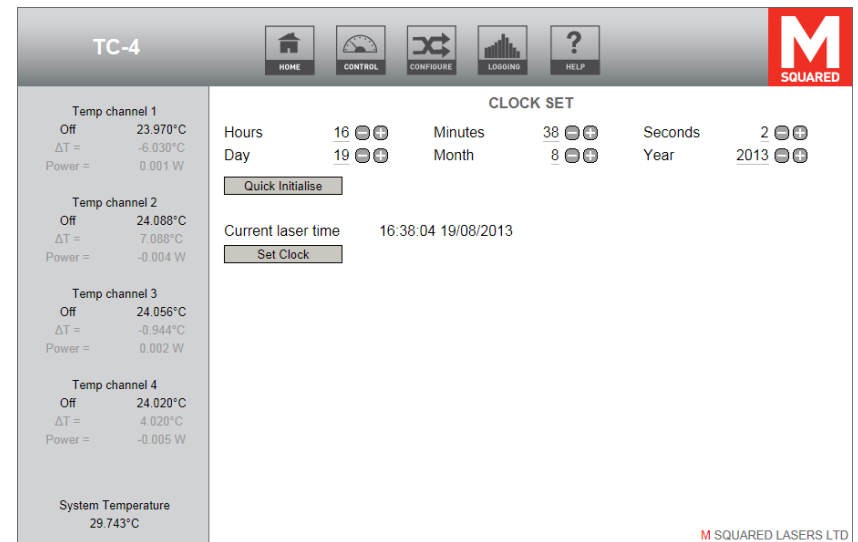 TC-4
HOME
CONTROL
CONFIGURE
LOGGING
?
HELP
M
SQUARED
Temp channel 1
Off 23.970°C
ΔT = -6.030°C
Power = 0.001 W
Temp channel 2
Off 24.088°C
ΔT = 7.088°C
Power = -0.004 W
Temp channel 3
Off 24.056°C
ΔT = -0.944°C
Power = 0.002 W
Temp channel 4
Off 24.020°C
ΔT = 4.020°C
Power = -0.005 W
System Temperature
29.743°C
CLOCK SET
Hours 16 Minutes 38 Seconds 2
Day 19 Month 8 Year 2013
Quick Initialise
Current laser time 16:38:04 19/08/2013
Set Clock
M SQUARED LASERS LTD